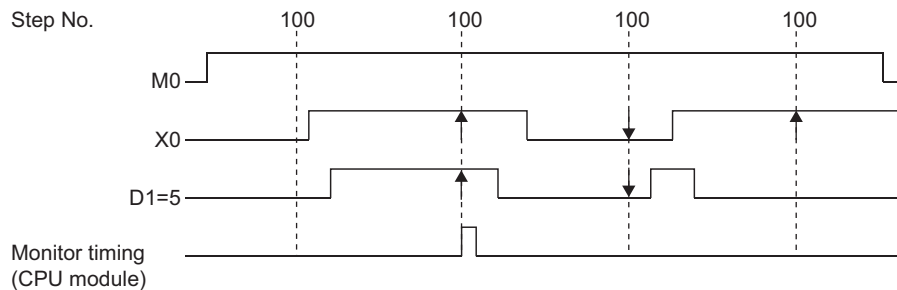 Step No. 100 100 100 100
M0
X0
D1=5
Monitor timing
(CPU module)